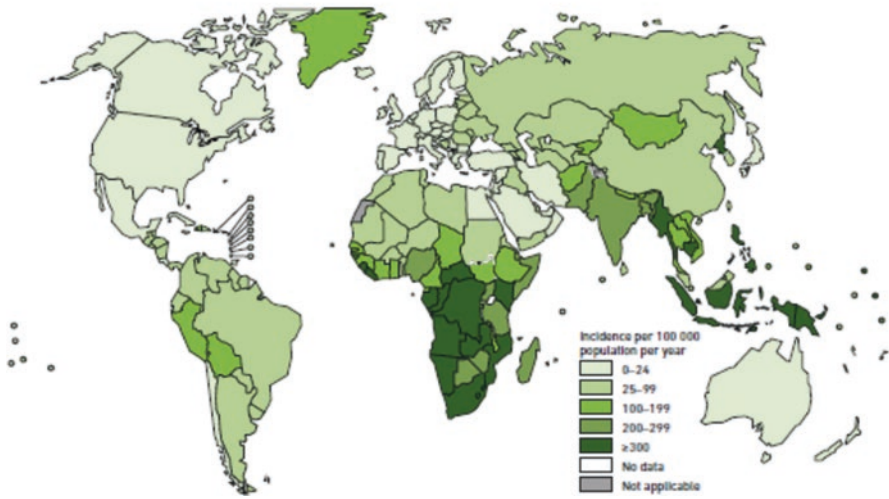 Incidence per 100 000
population per year
0–24
25–99
100–199
200–299
≥300
No data
Not applicable